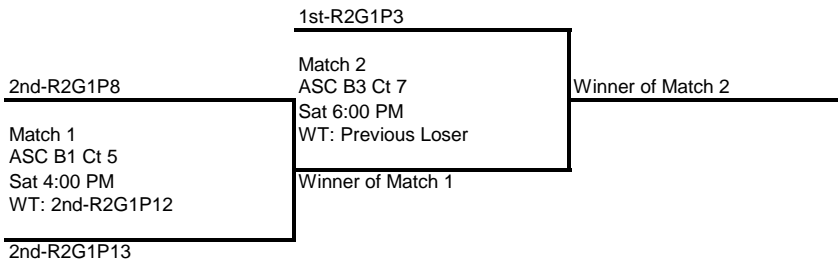 1st-R2G1P3
Match 2
ASC B3 Ct 7
Sat 6:00 PM
WT: Previous Loser
Winner of Match 2
2nd-R2G1P8
Match 1
ASC B1 Ct 5
Sat 4:00 PM
WT: 2nd-R2G1P12
Winner of Match 1
2nd-R2G1P13